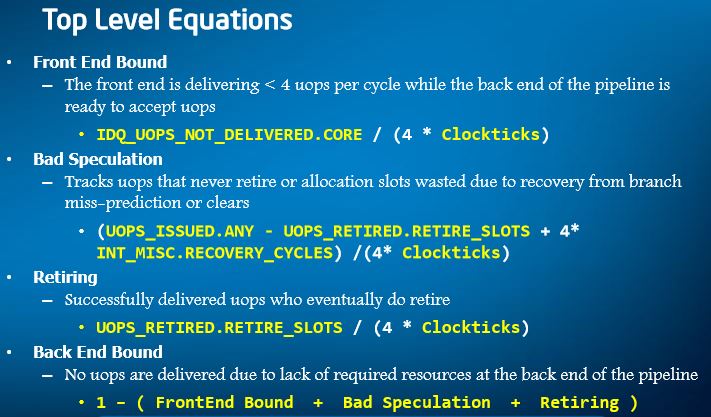 Top Level Equations
• Front End Bound
– The front end is delivering < 4 uops per cycle while the back end of the pipeline is
ready to accept uops
• IDQ_UOPS_NOT_DELIVERED.CORE / (4 * Clockticks)
• Bad Speculation
– Tracks uops that never retire or allocation slots wasted due to recovery from branch
miss-prediction or clears
• (UOPS_ISSUED.ANY - UOPS_RETIRED.RETIRE_SLOTS + 4*
INT_MISC.RECOVERY_CYCLES) /(4* Clockticks)
• Retiring
– Successfully delivered uops who eventually do retire
• UOPS_RETIRED.RETIRE_SLOTS / (4 * Clockticks)
• Back End Bound
– No uops are delivered due to lack of required resources at the back end of the pipeline
• 1 – ( FrontEnd Bound + Bad Speculation + Retiring )